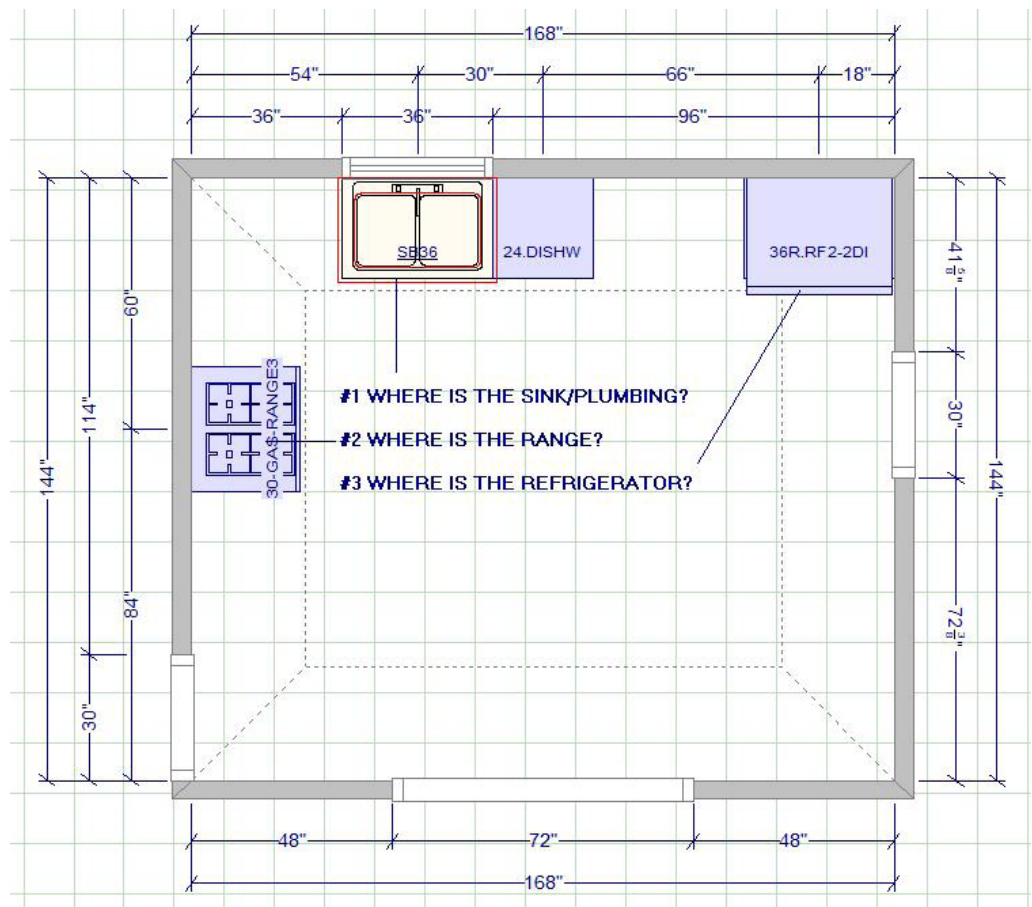 168"
54" 30" 66" 18"
36" 36" 96"
SB36 24.DISHW 36R.RF2-2DI
41 5/8"
60"
30-GAS-RANGE3
#1 WHERE IS THE SINK/PLUMBING?
30"
114"
#2 WHERE IS THE RANGE?
144"
#3 WHERE IS THE REFRIGERATOR?
144"
84"
72 3/8"
30"
48" 72" 48"
168"